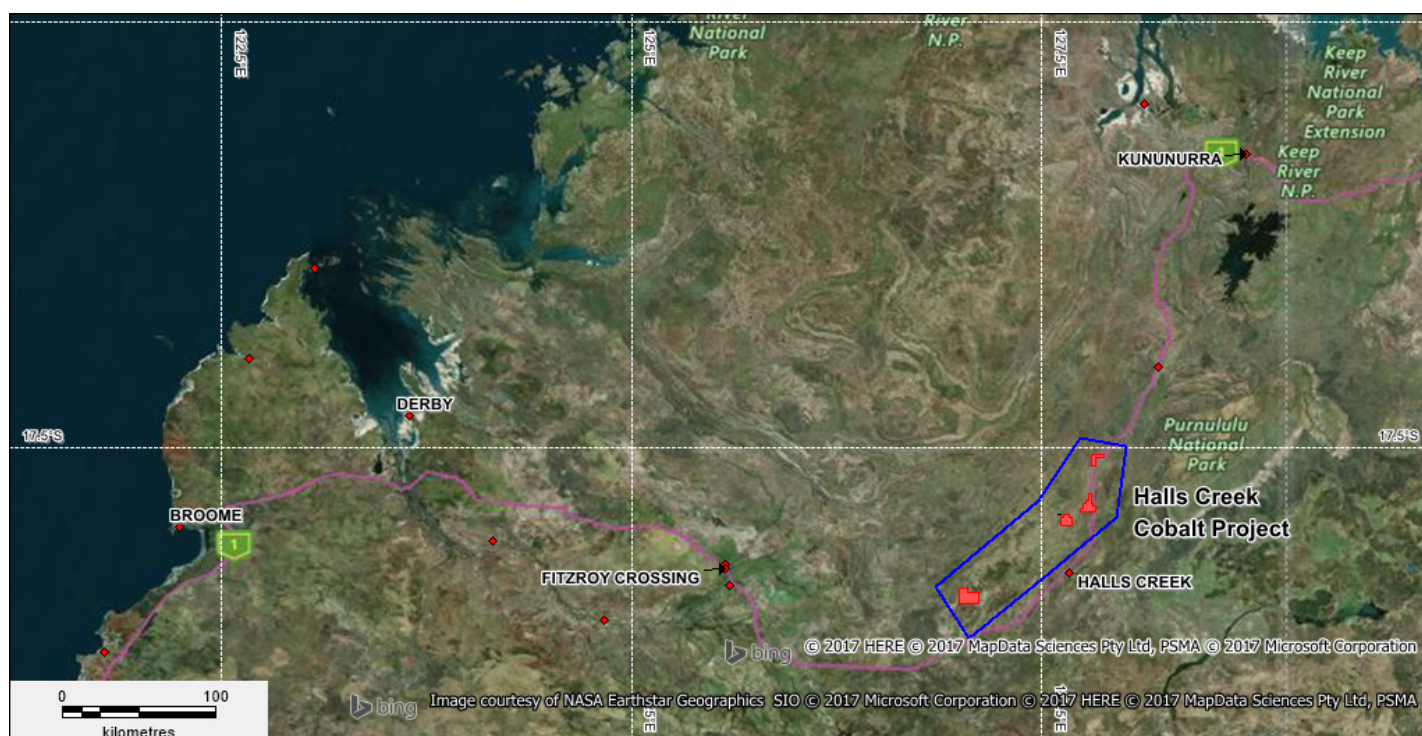 River
National
Park
River
N.P.
122.5°E
125°E
127.5°E
Keep
River
National
Park
Extension
Keep
River
N.P.
KUNUNURRA
1
DERBY
17.5°S
17.5°S
Purnululu
National
Park
Halls Creek
Cobalt Project
BROOME
1
FITZROY CROSSING
HALLS CREEK
bing © 2017 HERE © 2017 MapData Sciences Pty Ltd, PSMA © 2017 Microsoft Corporation
0 100
kilometres
bing Image courtesy of NASA Earthstar Geographics SIO © 2017 Microsoft Corporation © 2017 HERE © 2017 MapData Sciences Pty Ltd, PSMA